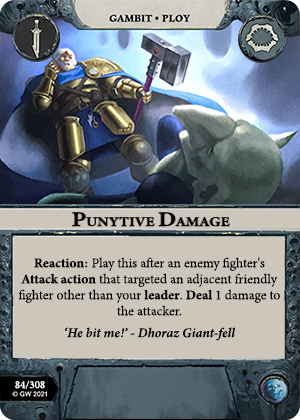 GAMBIT • PLOY
PUNYTIVE DAMAGE
Reaction: Play this after an enemy fighter's
Attack action that targeted an adjacent friendly
fighter other than your leader. Deal 1 damage to
the attacker.
‘He bit me!’ - Dhoraz Giant-fell
84/308
© GW 2021